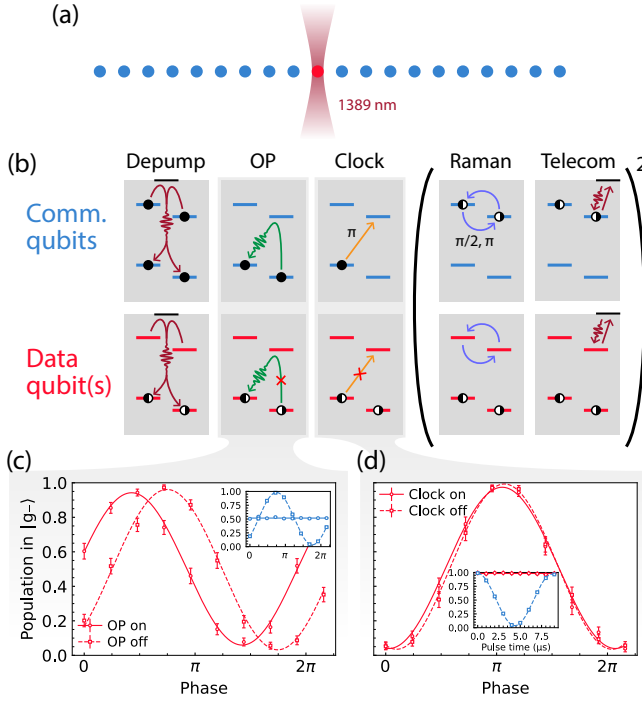 (a)
1389 nm
(b)
Depump OP Clock Raman Telecom 2
Comm. qubits
π
π/2, π
Data qubit(s)
(c)
Population in |g−⟩
1.0
0.8
0.6
0.4
0.2
0.0
0 π 2π
Phase
OP on
OP off
1.00
0.75
0.50
0.25
0.00
0 π 2π
(d)
Clock on
Clock off
1.00
0.75
0.50
0.25
0.00
0.0 2.5 5.0 7.5
Pulse time (μs)
0 π 2π
Phase